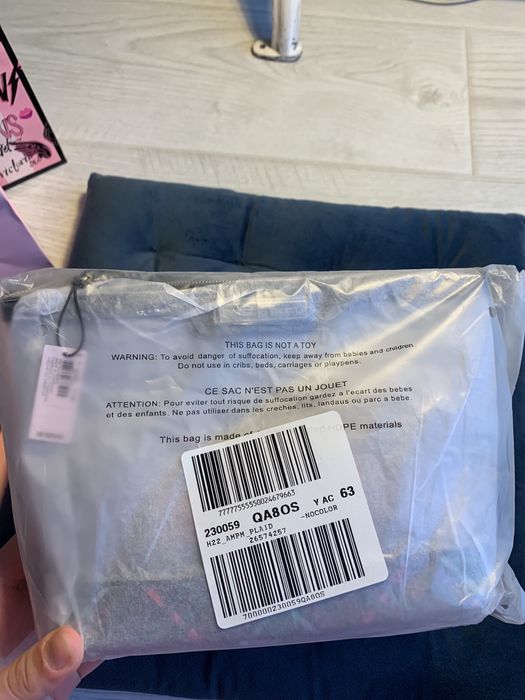 THIS BAG IS NOT A TOY
WARNING: To avoid danger of suffocation, keep away from babies and children.
Do not use in cribs, beds, carriages or playpens.
CE SAC N'EST PAS UN JOUET
ATTENTION: Pour eviter tout risque de suffocation gardez a l'ecart des bebes
et des enfants. Ne pas utiliser dans les creches, lits, landaus ou parc a bebe.
This bag is made HDPE materials
77777555550024679663
230059 QA8OS Y AC 63
H22_AMPM_PLAID -NOCOLOR
26574257
700000230059QA8OS